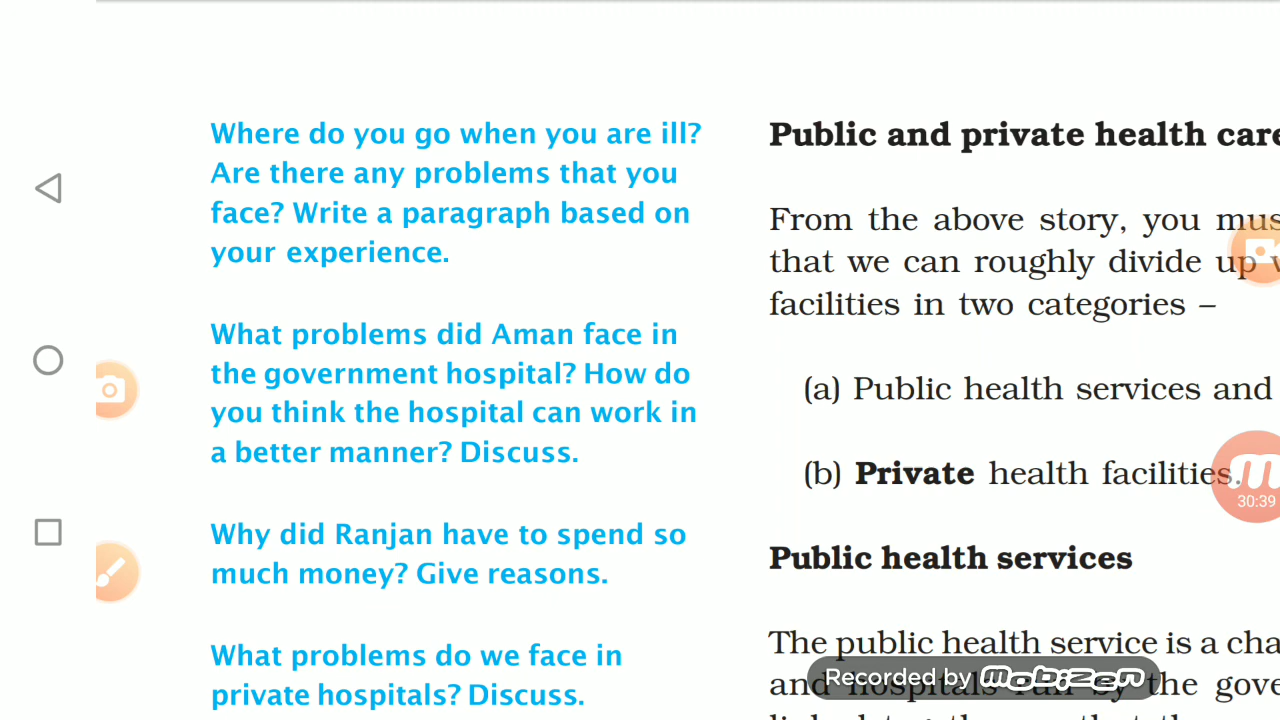 Where do you go when you are ill?
Are there any problems that you
face? Write a paragraph based on
your experience.
What problems did Aman face in
the government hospital? How do
you think the hospital can work in
a better manner? Discuss.
Why did Ranjan have to spend so
much money? Give reasons.
What problems do we face in
private hospitals? Discuss.
Public and private health care
From the above story, you
that we can roughly divide up
facilities in two categories –
(a) Public health services and
(b) Private health facilities.
Public health services
The public health service is a
and hospitals run by the
30:39
Recorded by mobizen